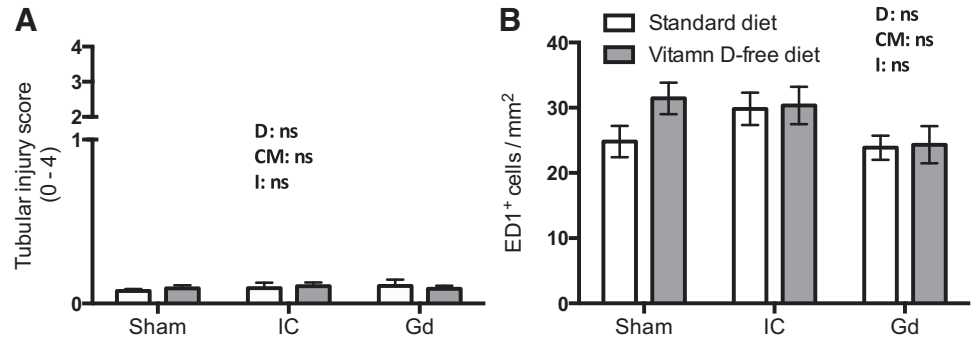 A
Tubular injury score
(0 - 4)
4
3
2
1
0
D: ns
CM: ns
I: ns
Sham
IC
Gd
B
Standard diet
Vitamn D-free diet
D: ns
CM: ns
I: ns
ED1+ cells / mm2
40
30
20
10
0
Sham
IC
Gd